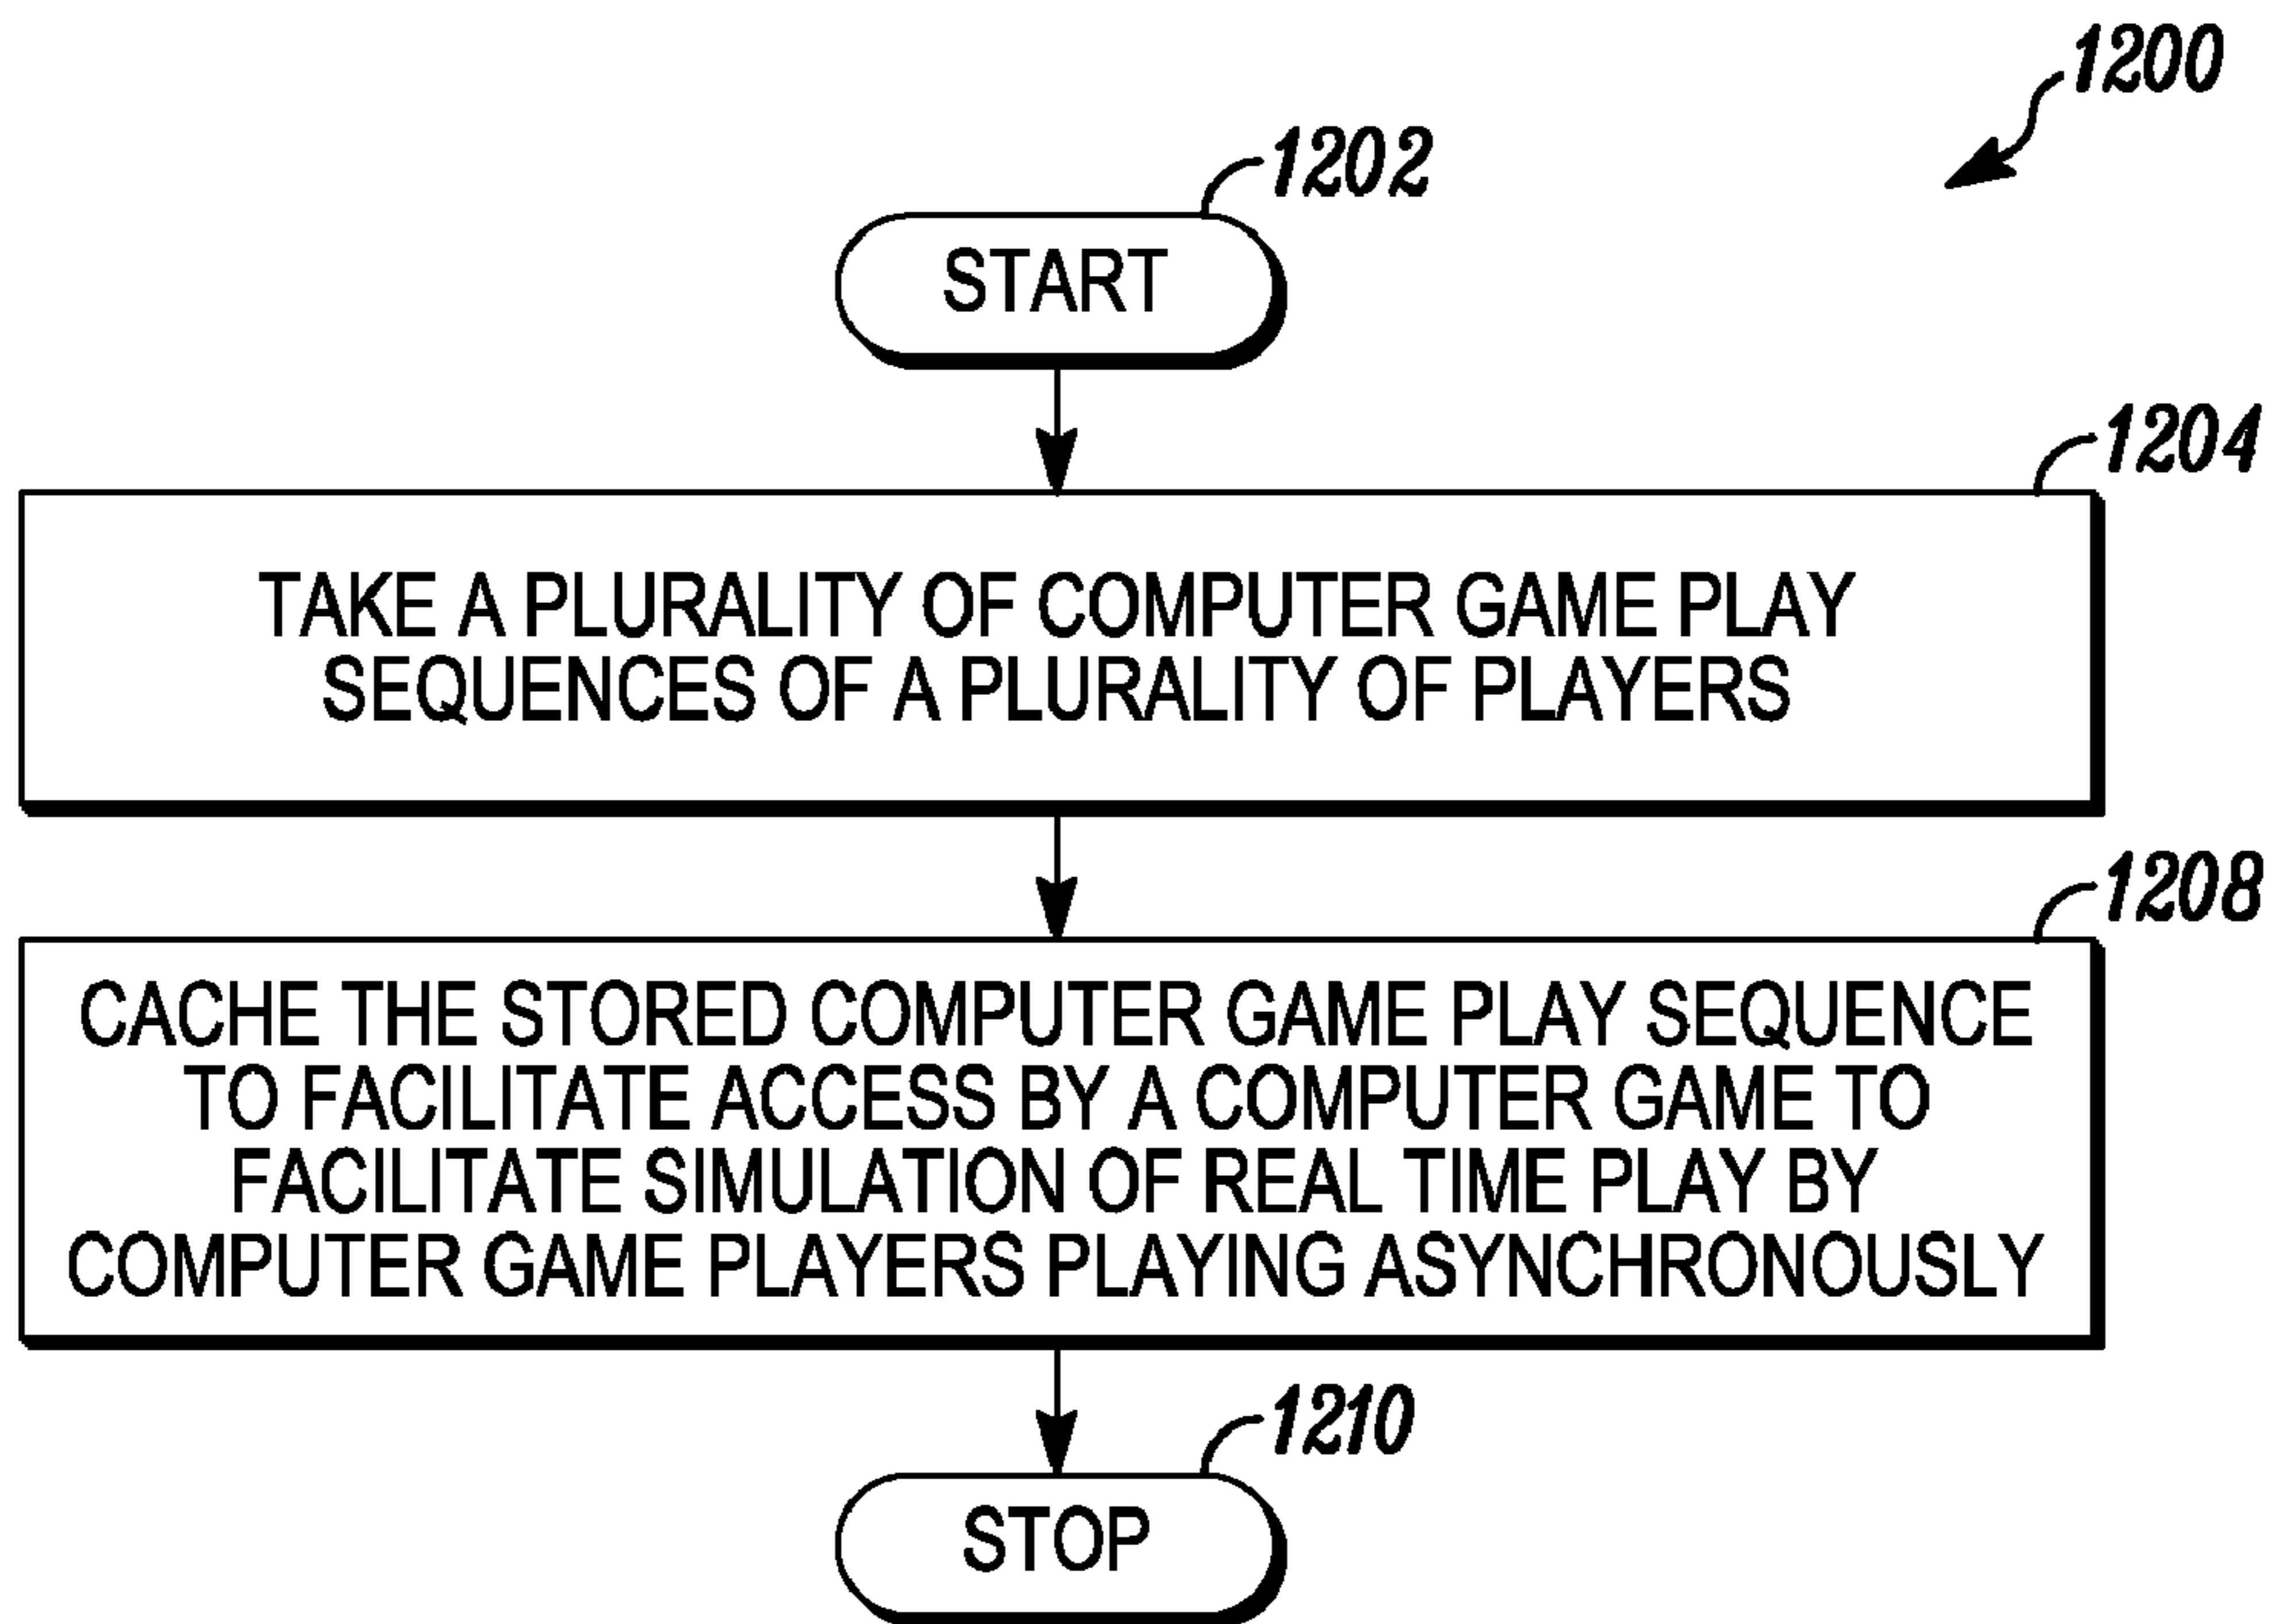 1200
1202
START
1204
TAKE A PLURALITY OF COMPUTER GAME PLAY
SEQUENCES OF A PLURALITY OF PLAYERS
1208
CACHE THE STORED COMPUTER GAME PLAY SEQUENCE
TO FACILITATE ACCESS BY A COMPUTER GAME TO
FACILITATE SIMULATION OF REAL TIME PLAY BY
COMPUTER GAME PLAYERS PLAYING ASYNCHRONOUSLY
1210
STOP